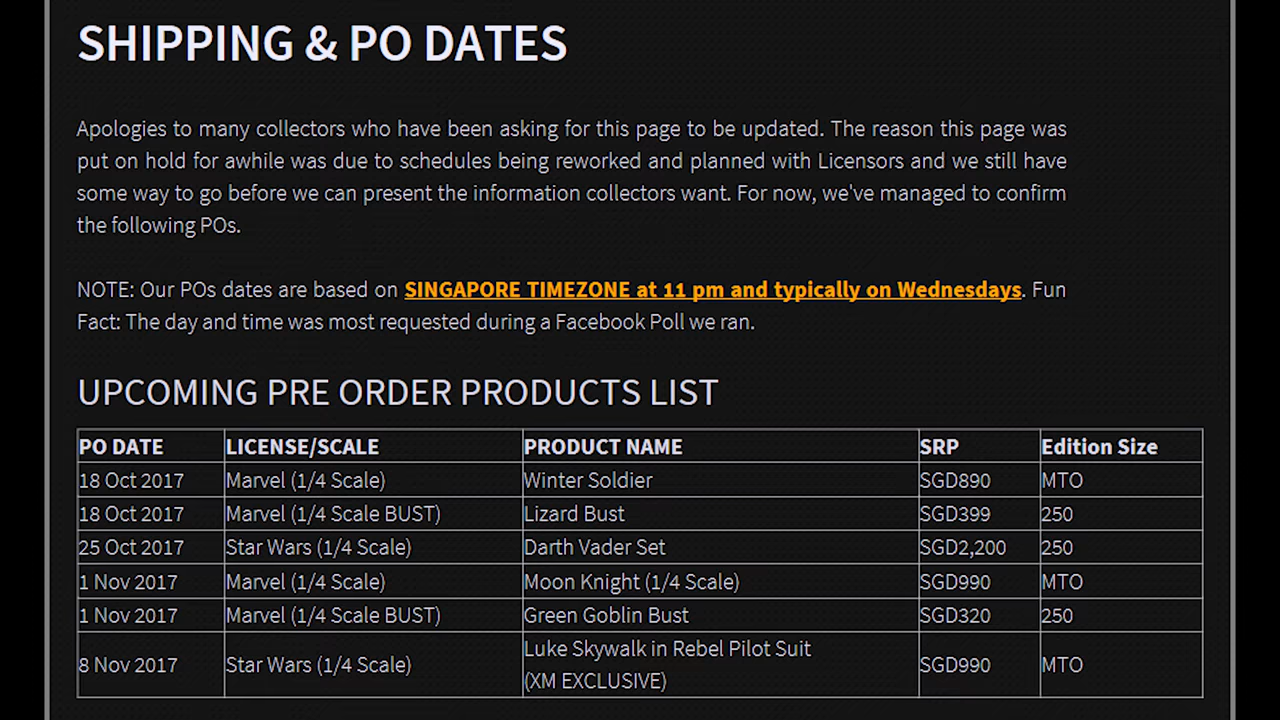 SHIPPING & PO DATES
Apologies to many collectors who have been asking for this page to be updated. The reason this page was
put on hold for awhile was due to schedules being reworked and planned with Licensors and we still have
some way to go before we can present the information collectors want. For now, we've managed to confirm
the following POs.
NOTE: Our POs dates are based on SINGAPORE TIMEZONE at 11 pm and typically on Wednesdays. Fun
Fact: The day and time was most requested during a Facebook Poll we ran.
UPCOMING PRE ORDER PRODUCTS LIST
PO DATE LICENSE/SCALE PRODUCT NAME SRP Edition Size
18 Oct 2017 Marvel (1/4 Scale) Winter Soldier SGD890 MTO
18 Oct 2017 Marvel (1/4 Scale BUST) Lizard Bust SGD399 250
25 Oct 2017 Star Wars (1/4 Scale) Darth Vader Set SGD2,200 250
1 Nov 2017 Marvel (1/4 Scale) Moon Knight (1/4 Scale) SGD990 MTO
1 Nov 2017 Marvel (1/4 Scale BUST) Green Goblin Bust SGD320 250
8 Nov 2017 Star Wars (1/4 Scale) Luke Skywalk in Rebel Pilot Suit SGD990 MTO
(XM EXCLUSIVE)